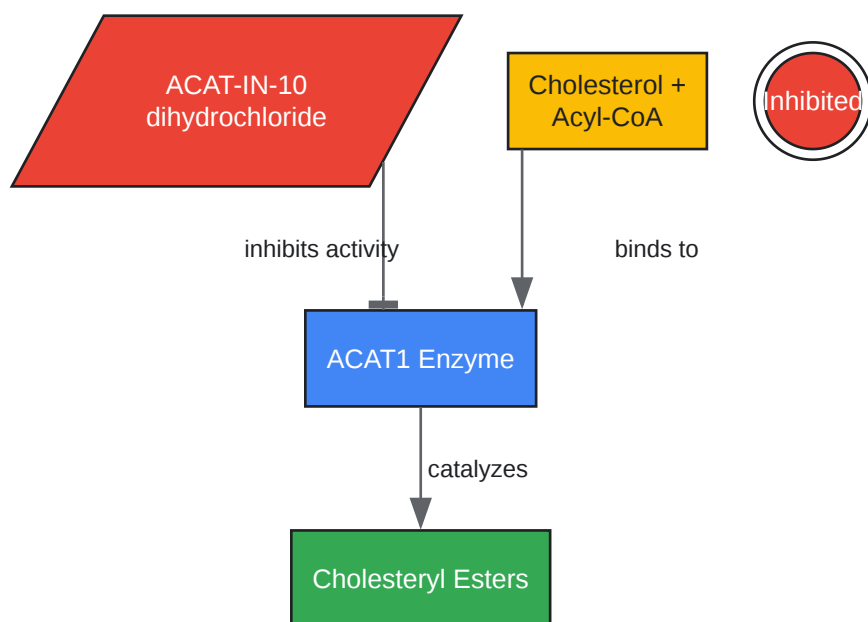 ACAT-IN-10
dihydrochloride
Cholesterol +
Acyl-CoA
Inhibited
inhibits activity
binds to
ACAT1 Enzyme
catalyzes
Cholesteryl Esters